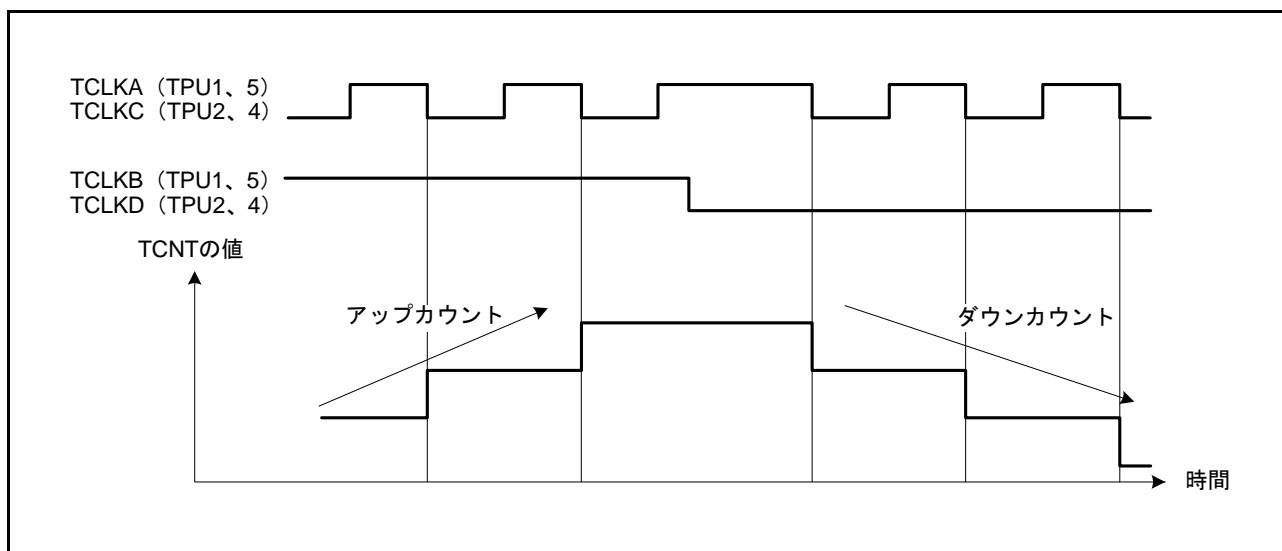 TCLKA（TPU1、5）
TCLKC（TPU2、4）
TCLKB（TPU1、5）
TCLKD（TPU2、4）
TCNTの値
アップカウント
ダウンカウント
時間